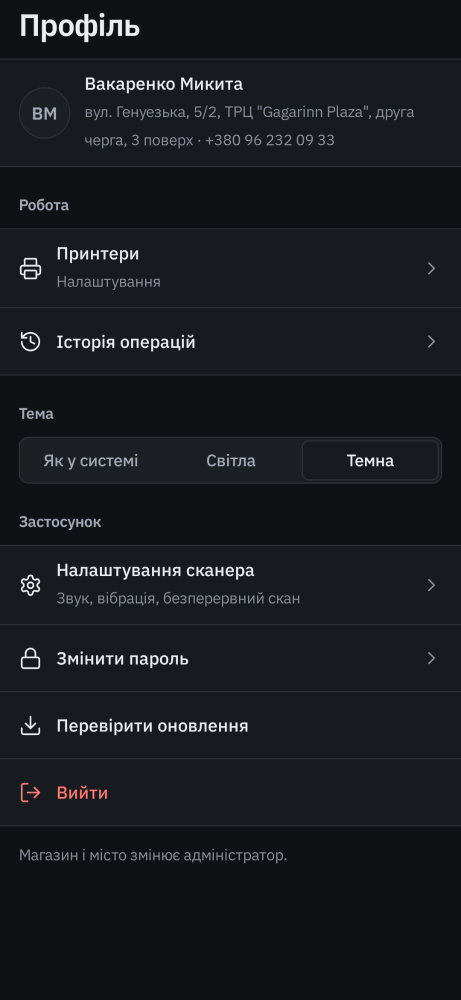 Профіль
ВМ
Вакаренко Микита
вул. Генуезька, 5/2, ТРЦ "Gagarinn Plaza", друга
черга, 3 поверх · +380 96 232 09 33
Робота
Принтери
Налаштування
Історія операцій
Тема
Як у системі
Світла
Темна
Застосунок
Налаштування сканера
Звук, вібрація, безперервний скан
Змінити пароль
Перевірити оновлення
Вийти
Магазин і місто змінює адміністратор.